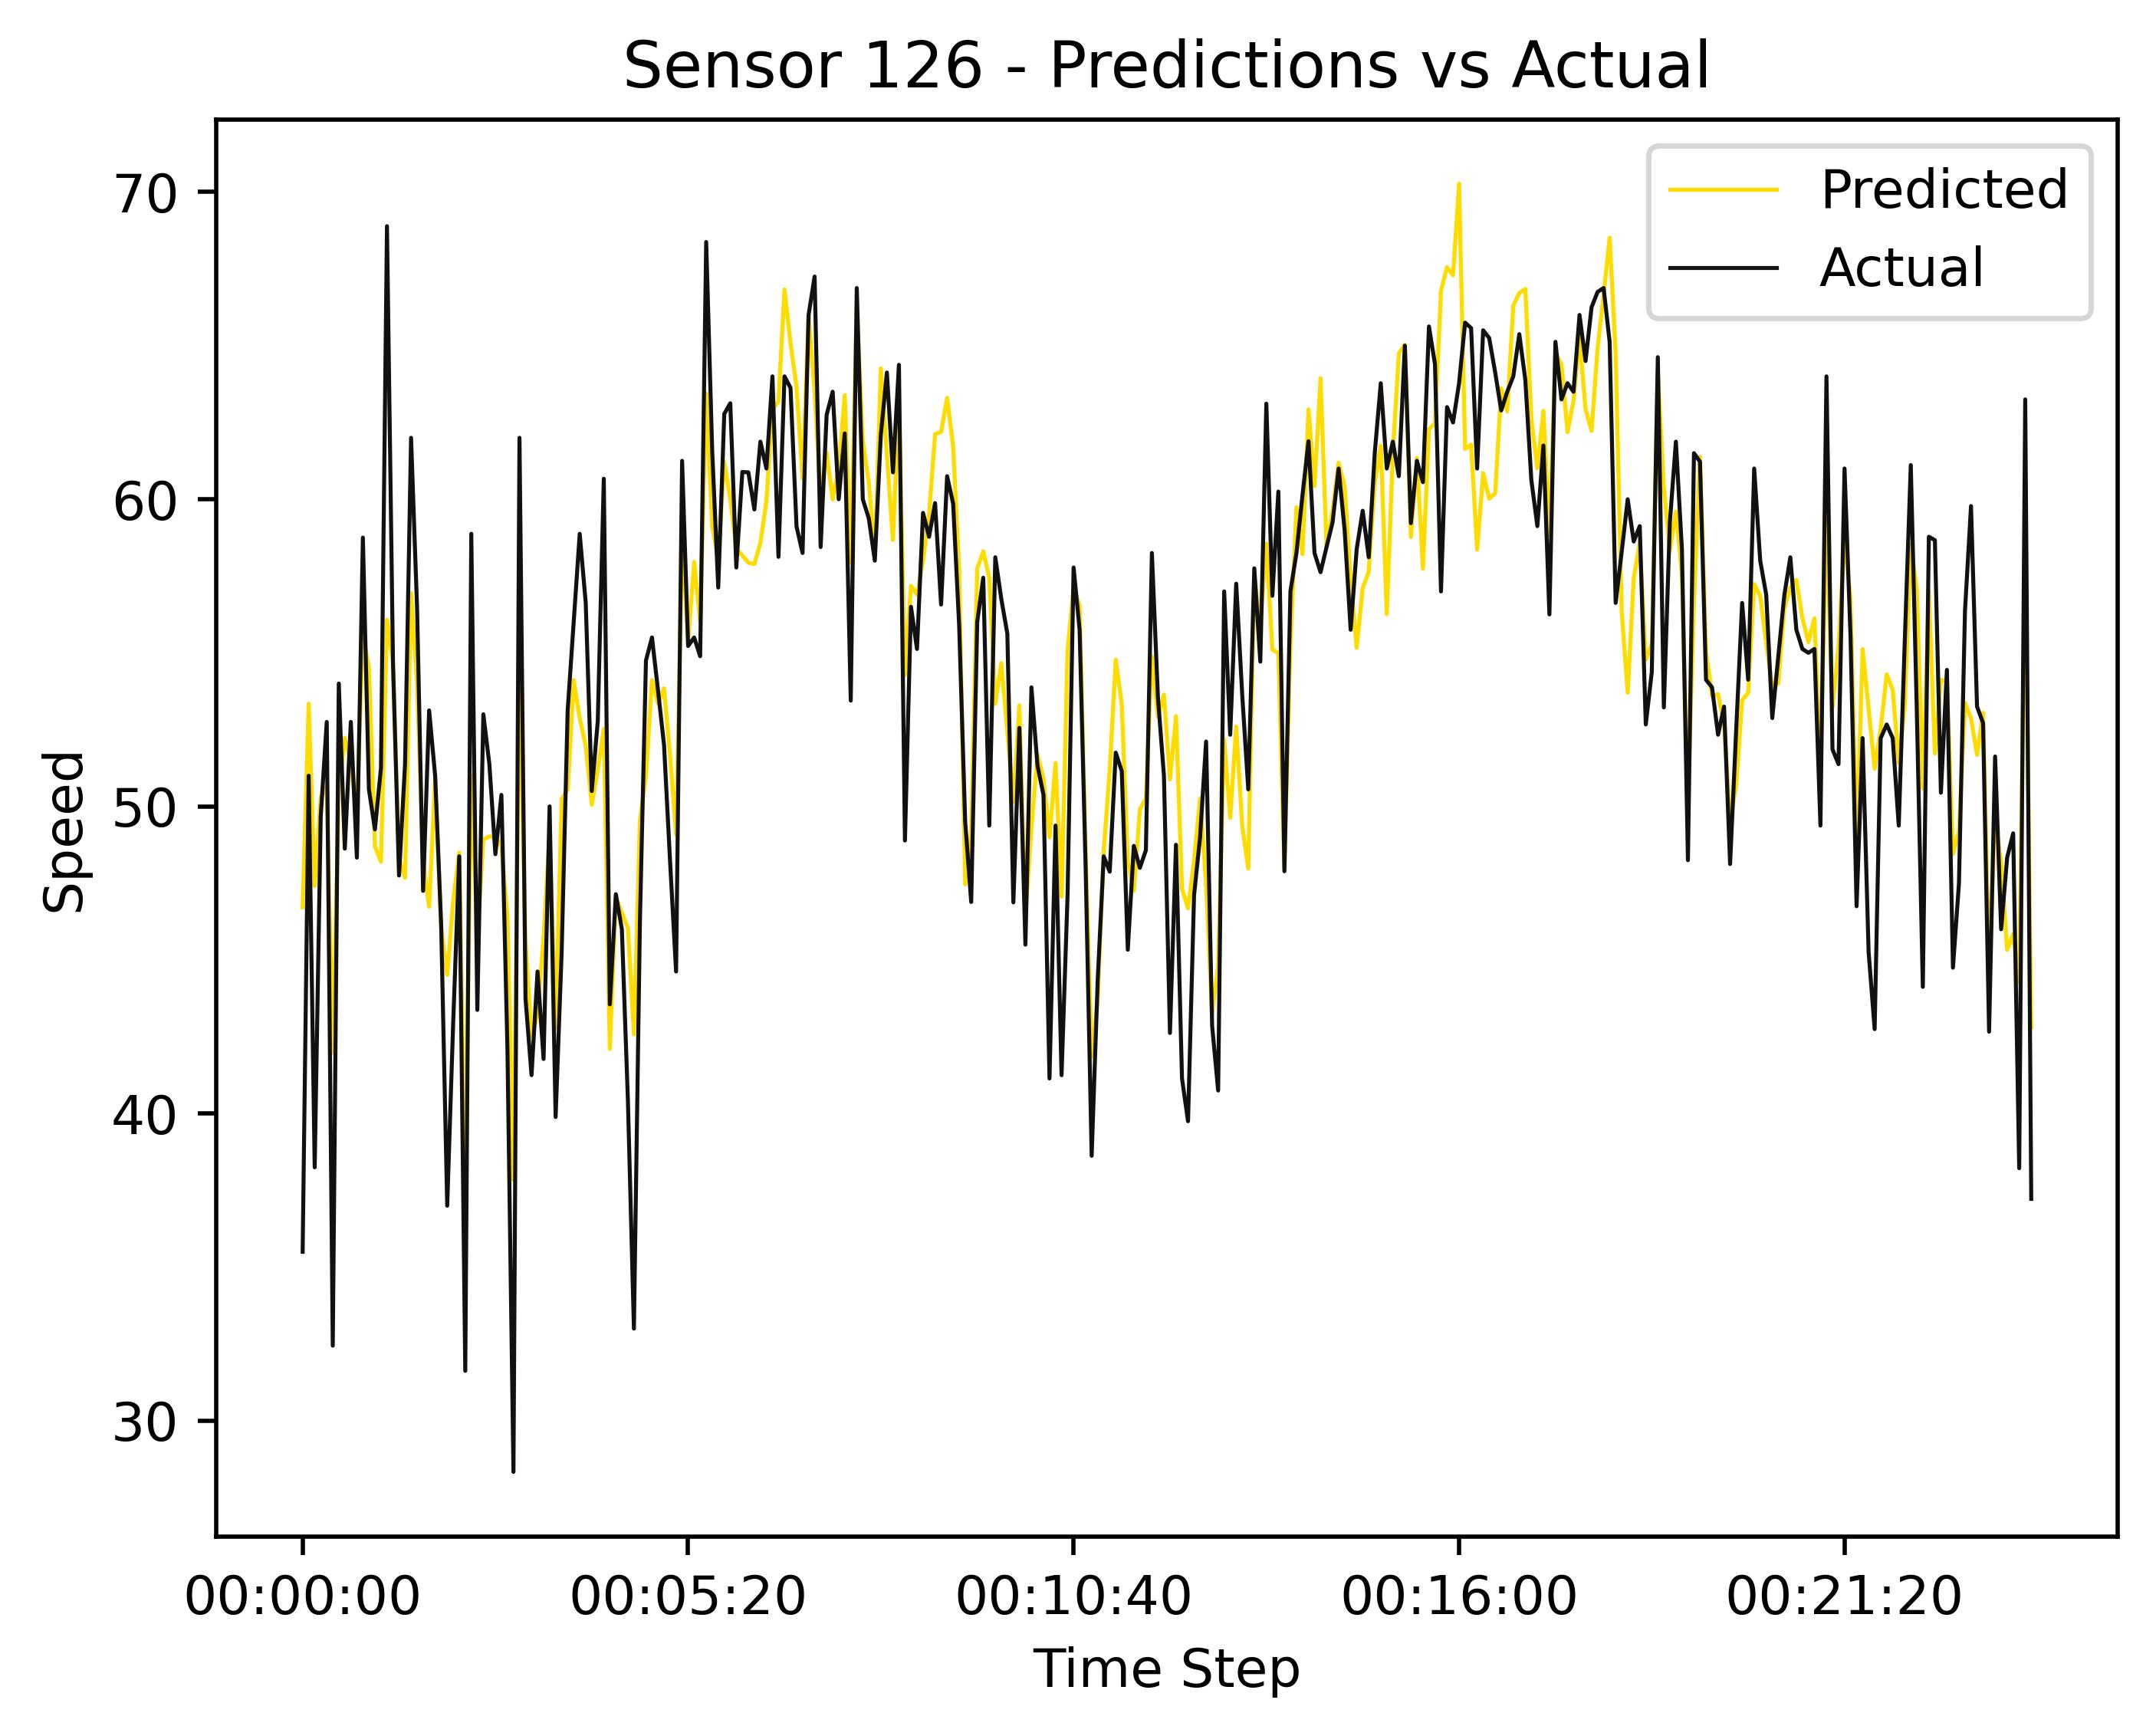 Sensor 126 - Predictions vs Actual
Predicted
Actual
70
60
50
40
30
Speed
00:00:00 00:05:20 00:10:40 00:16:00 00:21:20
Time Step